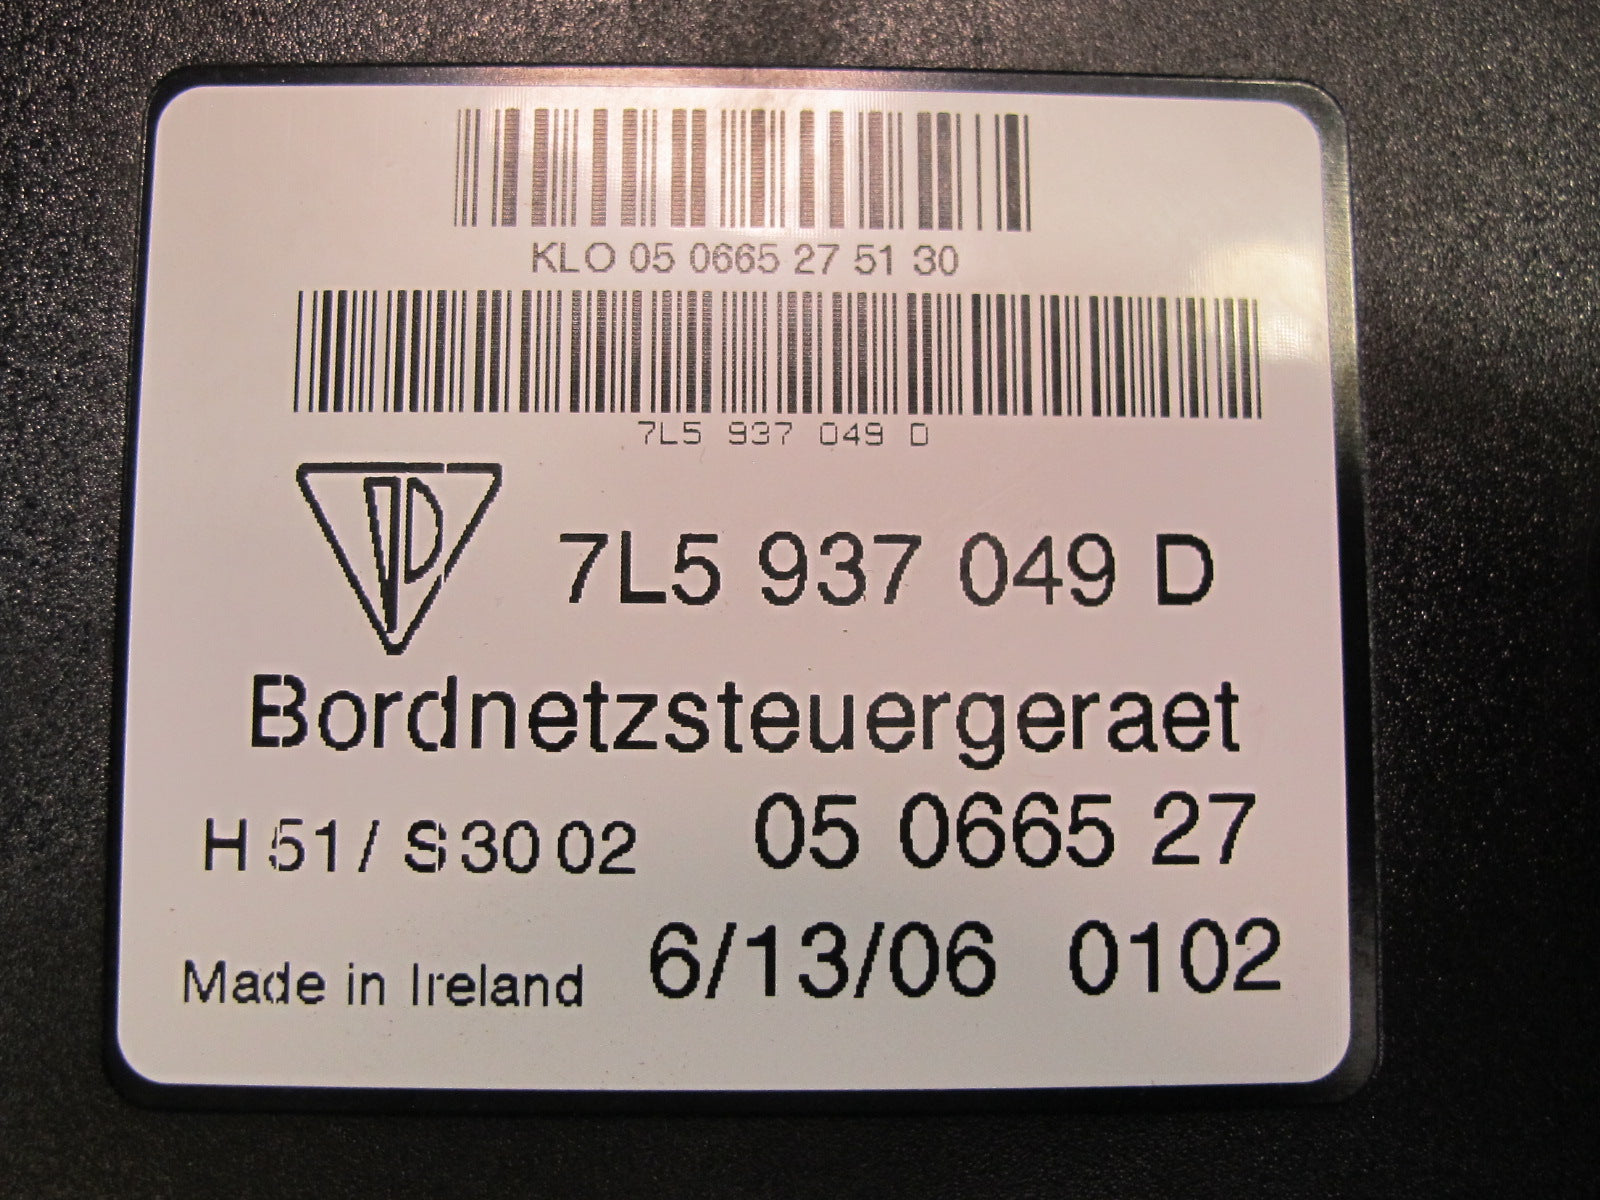 KLO 05 0665 27 51 30
7L5 937 049 D
7L5 937 049 D
Bordnetzsteuergeraet
H 51 / S 30 02 05 0665 27
Made in Ireland 6/13/06 0102